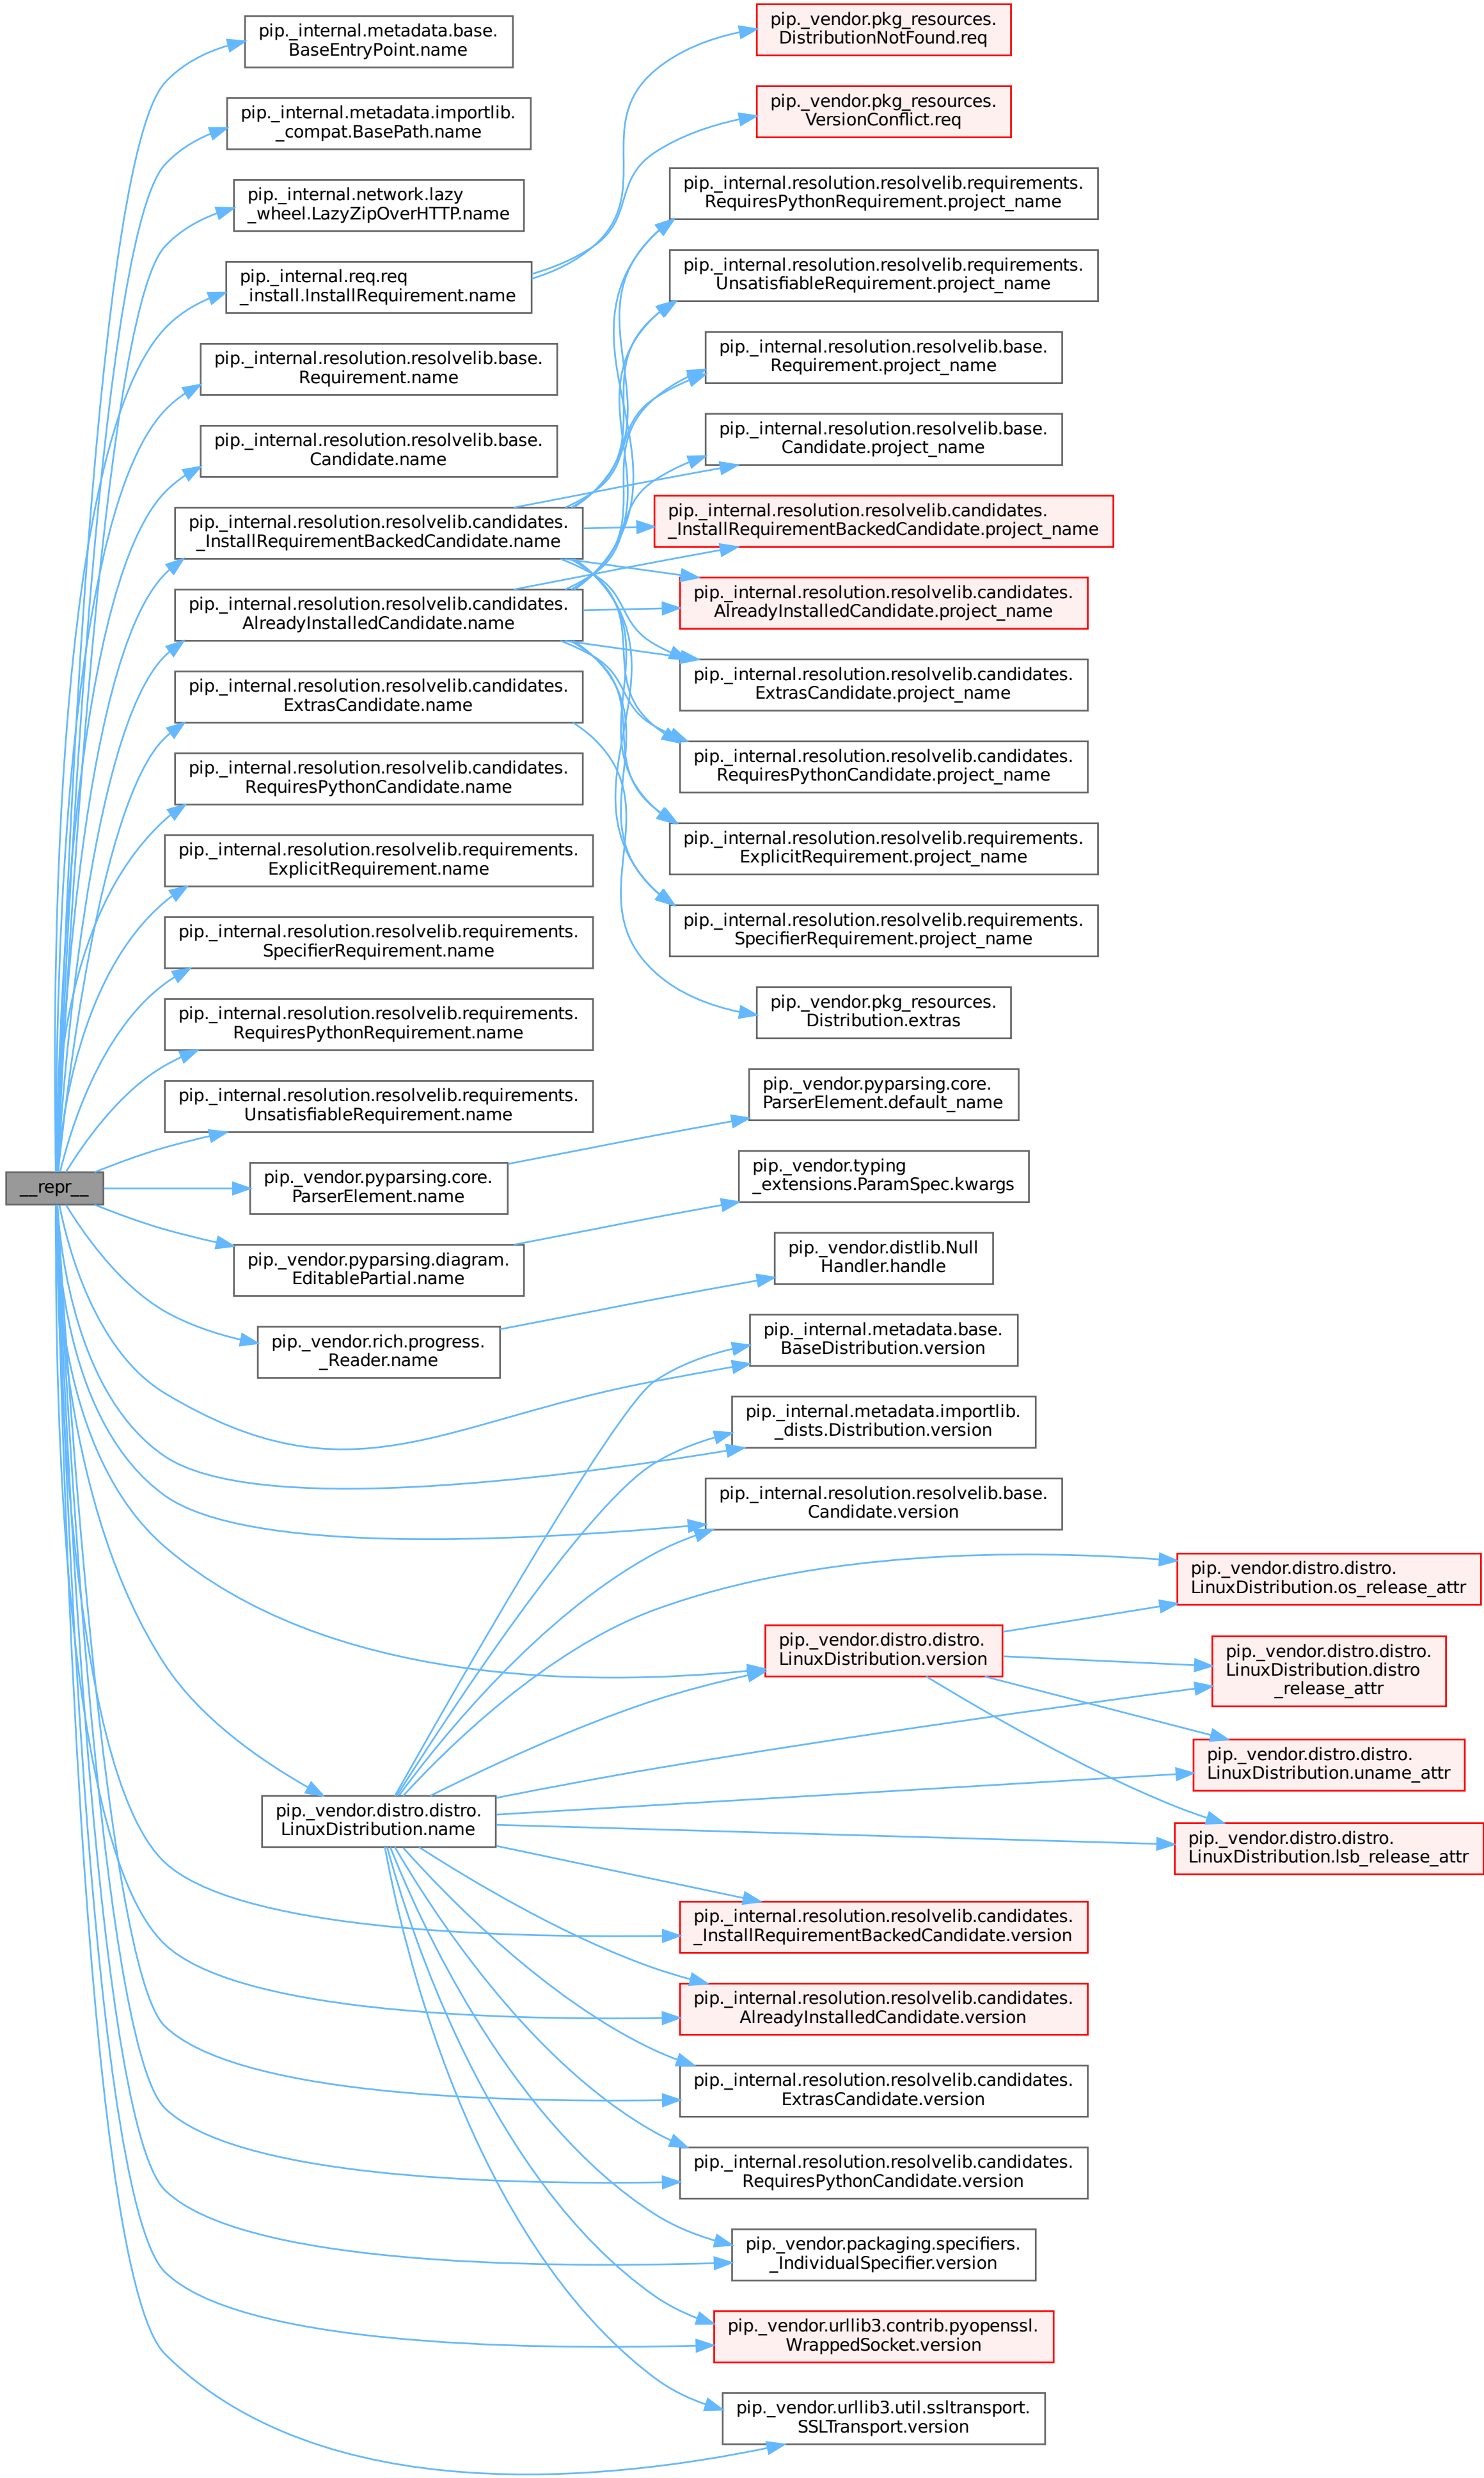 __repr__
pip._internal.metadata.base.
BaseEntryPoint.name
pip._internal.metadata.importlib.
_compat.BasePath.name
pip._internal.network.lazy
_wheel.LazyZipOverHTTP.name
pip._internal.req.req
_install.InstallRequirement.name
pip._internal.resolution.resolvelib.base.
Requirement.name
pip._internal.resolution.resolvelib.base.
Candidate.name
pip._internal.resolution.resolvelib.candidates.
_InstallRequirementBackedCandidate.name
pip._internal.resolution.resolvelib.candidates.
AlreadyInstalledCandidate.name
pip._internal.resolution.resolvelib.candidates.
ExtrasCandidate.name
pip._internal.resolution.resolvelib.candidates.
RequiresPythonCandidate.name
pip._internal.resolution.resolvelib.requirements.
ExplicitRequirement.name
pip._internal.resolution.resolvelib.requirements.
SpecifierRequirement.name
pip._internal.resolution.resolvelib.requirements.
RequiresPythonRequirement.name
pip._internal.resolution.resolvelib.requirements.
UnsatisfiableRequirement.name
pip._vendor.pyparsing.core.
ParserElement.name
pip._vendor.pyparsing.diagram.
EditablePartial.name
pip._vendor.rich.progress.
_Reader.name
pip._vendor.distro.distro.
LinuxDistribution.name
pip._vendor.pkg_resources.
DistributionNotFound.req
pip._vendor.pkg_resources.
VersionConflict.req
pip._internal.resolution.resolvelib.requirements.
RequiresPythonRequirement.project_name
pip._internal.resolution.resolvelib.requirements.
UnsatisfiableRequirement.project_name
pip._internal.resolution.resolvelib.base.
Requirement.project_name
pip._internal.resolution.resolvelib.base.
Candidate.project_name
pip._internal.resolution.resolvelib.candidates.
_InstallRequirementBackedCandidate.project_name
pip._internal.resolution.resolvelib.candidates.
AlreadyInstalledCandidate.project_name
pip._internal.resolution.resolvelib.candidates.
ExtrasCandidate.project_name
pip._internal.resolution.resolvelib.candidates.
RequiresPythonCandidate.project_name
pip._internal.resolution.resolvelib.requirements.
ExplicitRequirement.project_name
pip._internal.resolution.resolvelib.requirements.
SpecifierRequirement.project_name
pip._vendor.pkg_resources.
Distribution.extras
pip._vendor.pyparsing.core.
ParserElement.default_name
pip._vendor.typing
_extensions.ParamSpec.kwargs
pip._vendor.distlib.Null
Handler.handle
pip._internal.metadata.base.
BaseDistribution.version
pip._internal.metadata.importlib.
_dists.Distribution.version
pip._internal.resolution.resolvelib.base.
Candidate.version
pip._vendor.distro.distro.
LinuxDistribution.version
pip._internal.resolution.resolvelib.candidates.
_InstallRequirementBackedCandidate.version
pip._internal.resolution.resolvelib.candidates.
AlreadyInstalledCandidate.version
pip._internal.resolution.resolvelib.candidates.
ExtrasCandidate.version
pip._internal.resolution.resolvelib.candidates.
RequiresPythonCandidate.version
pip._vendor.packaging.specifiers.
_IndividualSpecifier.version
pip._vendor.urllib3.contrib.pyopenssl.
WrappedSocket.version
pip._vendor.urllib3.util.ssltransport.
SSLTransport.version
pip._vendor.distro.distro.
LinuxDistribution.os_release_attr
pip._vendor.distro.distro.
LinuxDistribution.distro
_release_attr
pip._vendor.distro.distro.
LinuxDistribution.uname_attr
pip._vendor.distro.distro.
LinuxDistribution.lsb_release_attr